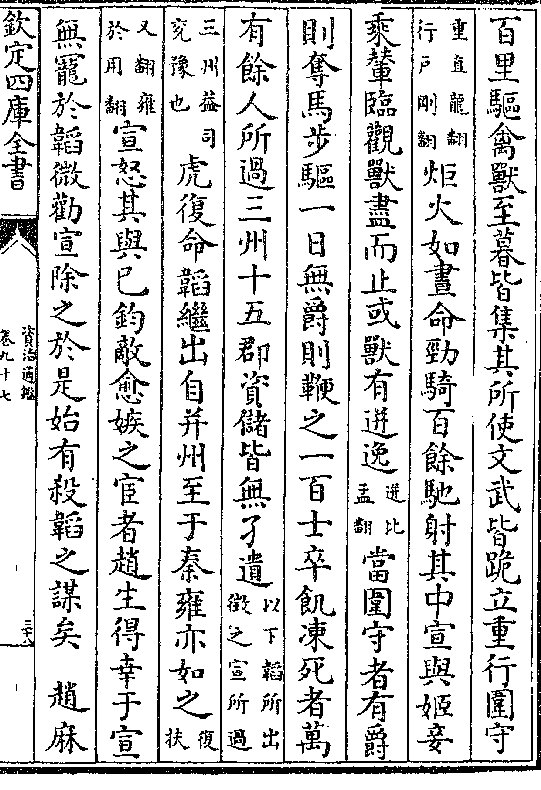 百里驅禽獸至暮皆集其所使文武皆跪立重行圍守
重直龍翻
行戶剛翻
炬火如晝命勁騎百餘馳射其中宣與姬妾
乘輦臨觀獸盡而止或獸有迸逸
迸比
孟翻
當圍守者有爵
則奪馬步驅一日無爵則鞭之一百士卒飢凍死者萬
有餘人所過三州十五郡資儲皆無孑遺
以下韜所出
徵之宣所過
三州葢司
兖豫也
虎復命韜繼出自并州至于秦雍亦如之
復扶
又翻雍
於用翻
宣怒其與已鈞敵愈嫉之宦者趙生得幸于宣
無寵於韜微勸宣除之於是始有殺韜之謀矣 趙麻
欽定四庫全書
資治通鑑
卷九十七